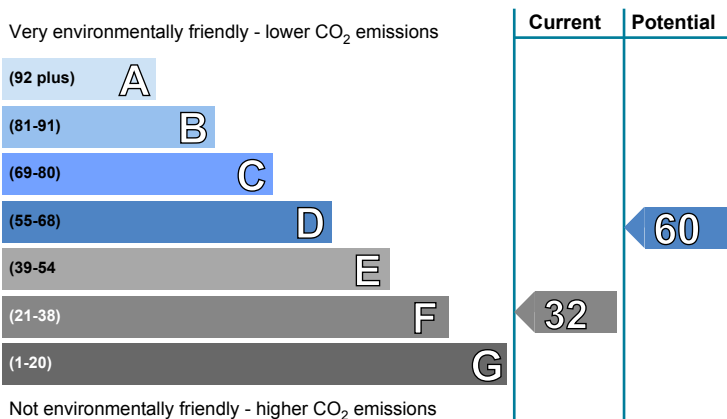 Very environmentally friendly - lower CO₂ emissions
Current
Potential
(92 plus) A
(81-91) B
(69-80) C
(55-68) D
60
(39-54 E
(21-38) F
32
(1-20) G
Not environmentally friendly - higher CO₂ emissions